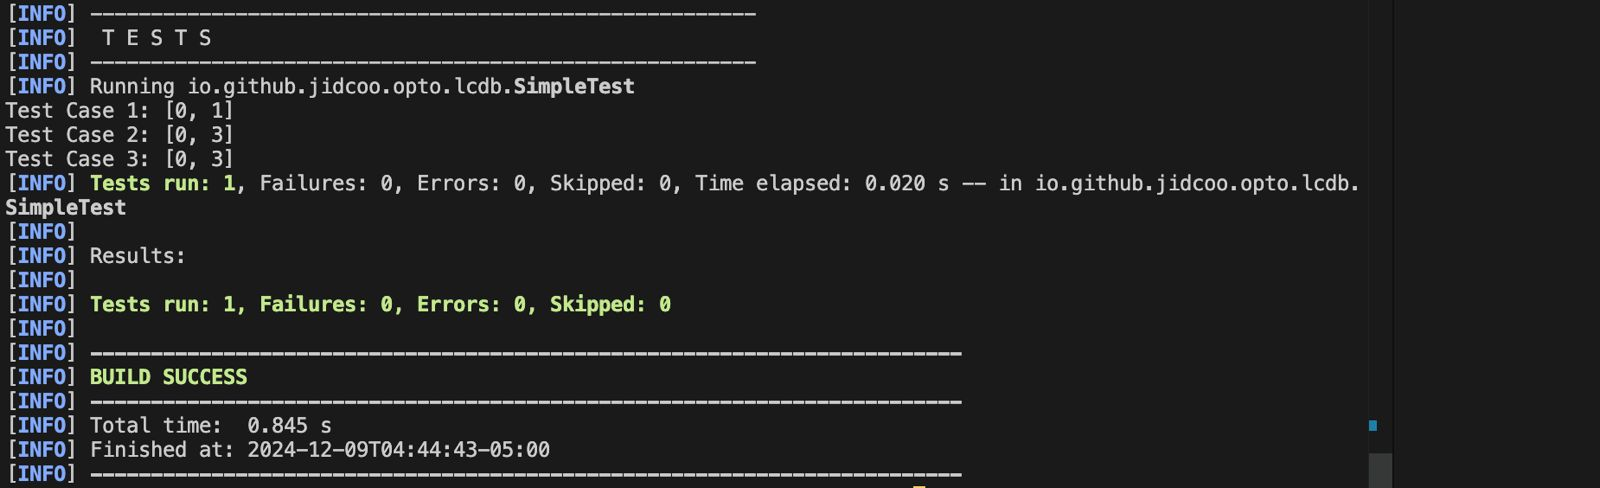 [INFO] -------------------------------------------------------
[INFO]  T E S T S
[INFO] -------------------------------------------------------
[INFO] Running io.github.jidcoo.opto.lcdb.SimpleTest
Test Case 1: [0, 1]
Test Case 2: [0, 3]
Test Case 3: [0, 3]
[INFO] Tests run: 1, Failures: 0, Errors: 0, Skipped: 0, Time elapsed: 0.020 s -- in io.github.jidcoo.opto.lcdb.
SimpleTest
[INFO]
[INFO] Results:
[INFO]
[INFO] Tests run: 1, Failures: 0, Errors: 0, Skipped: 0
[INFO]
[INFO] ------------------------------------------------------------------------
[INFO] BUILD SUCCESS
[INFO] ------------------------------------------------------------------------
[INFO] Total time:  0.845 s
[INFO] Finished at: 2024-12-09T04:44:43-05:00
[INFO] ------------------------------------------------------------------------